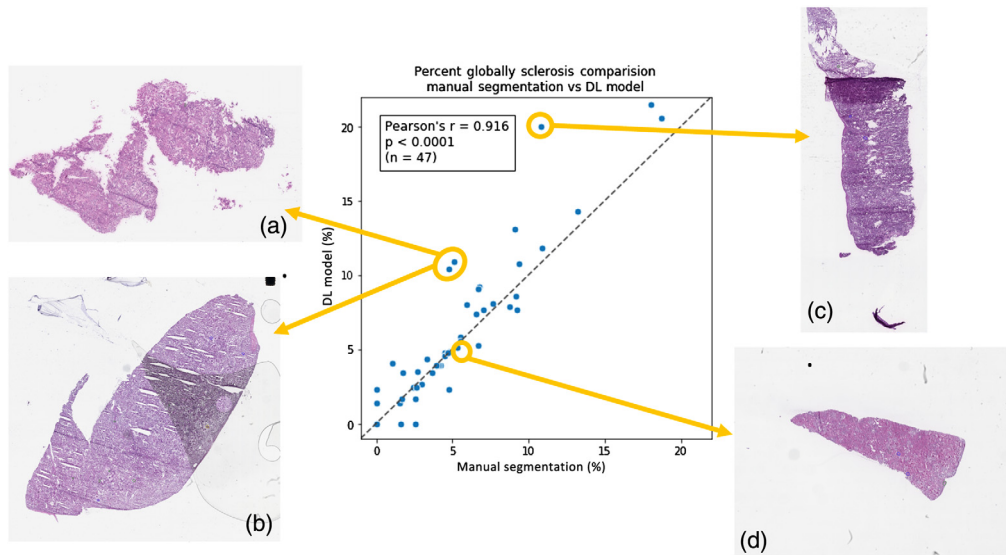 Percent globally sclerosis comparision
manual segmentation vs DL model
Pearson's r = 0.916
p < 0.0001
(n = 47)
20
15
10
5
0
DL model (%)
0 5 10 15 20
Manual segmentation (%)
(a)
(b)
(c)
(d)